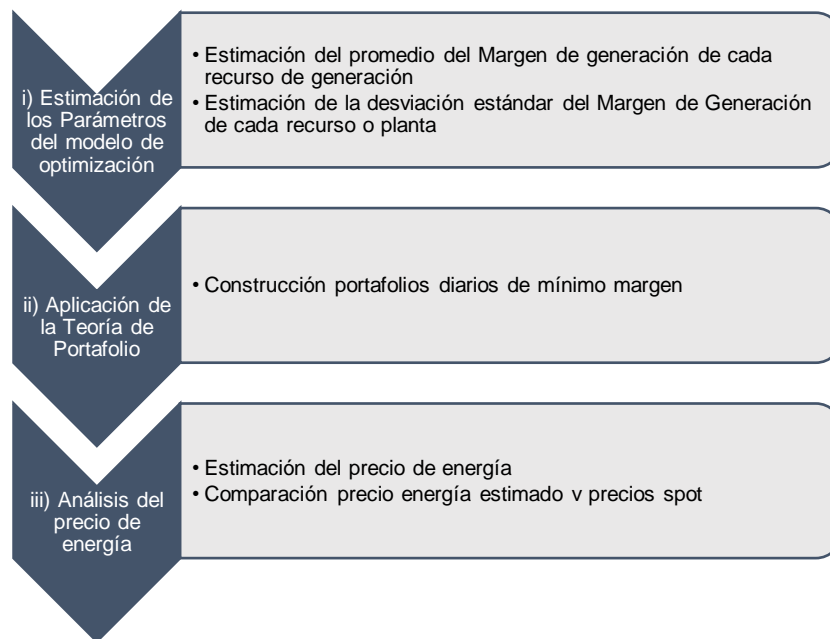 i) Estimación de
los Parámetros
del modelo de
optimización
• Estimación del promedio del Margen de generación de cada
recurso de generación
• Estimación de la desviación estándar del Margen de Generación
de cada recurso o planta
ii) Aplicación de
la Teoría de
Portafolio
• Construcción portafolios diarios de mínimo margen
iii) Análisis del
precio de
energía
• Estimación del precio de energía
• Comparación precio energía estimado v precios spot